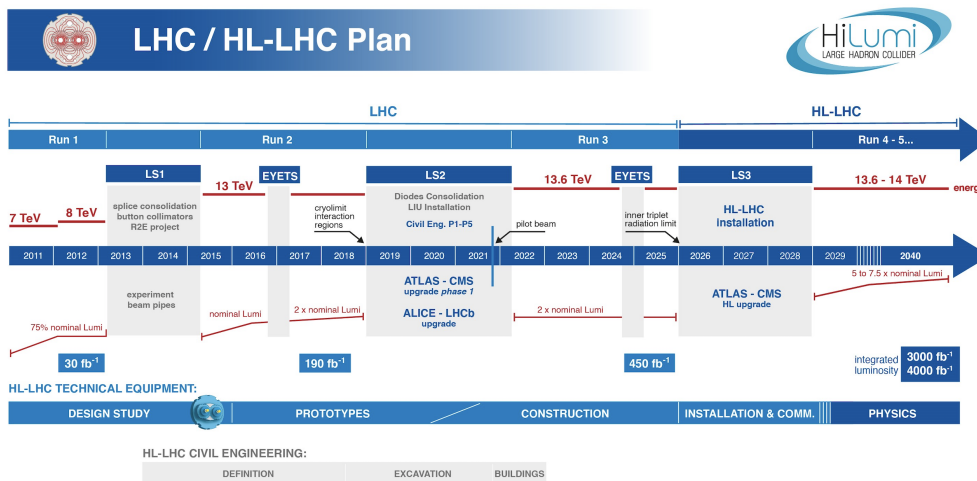 LHC / HL-LHC Plan
HiLumi
LARGE HADRON COLLIDER
LHC
HL-LHC
Run 1
Run 2
Run 3
Run 4 - 5...
LS1
EYETS
LS2
EYETS
LS3
7 TeV
8 TeV
13 TeV
13.6 TeV
13.6 - 14 TeV
energ
splice consolidation
button collimators
R2E project
cryolimit
interaction
regions
Diodes Consolidation
LIU Installation
Civil Eng. P1-P5
pilot beam
inner triplet
radiation limit
HL-LHC
installation
2011 2012 2013 2014 2015 2016 2017 2018 2019 2020 2021 2022 2023 2024 2025 2026 2027 2028 2029 2040
experiment
beam pipes
ATLAS - CMS
upgrade phase 1
ALICE - LHCb
upgrade
ATLAS - CMS
HL upgrade
5 to 7.5 x nominal Lumi
75% nominal Lumi
nominal Lumi
2 x nominal Lumi
2 x nominal Lumi
30 fb⁻¹
190 fb⁻¹
450 fb⁻¹
integrated
luminosity
3000 fb⁻¹
4000 fb⁻¹
HL-LHC TECHNICAL EQUIPMENT:
DESIGN STUDY
PROTOTYPES
CONSTRUCTION
INSTALLATION & COMM.
PHYSICS
HL-LHC CIVIL ENGINEERING:
DEFINITION
EXCAVATION
BUILDINGS